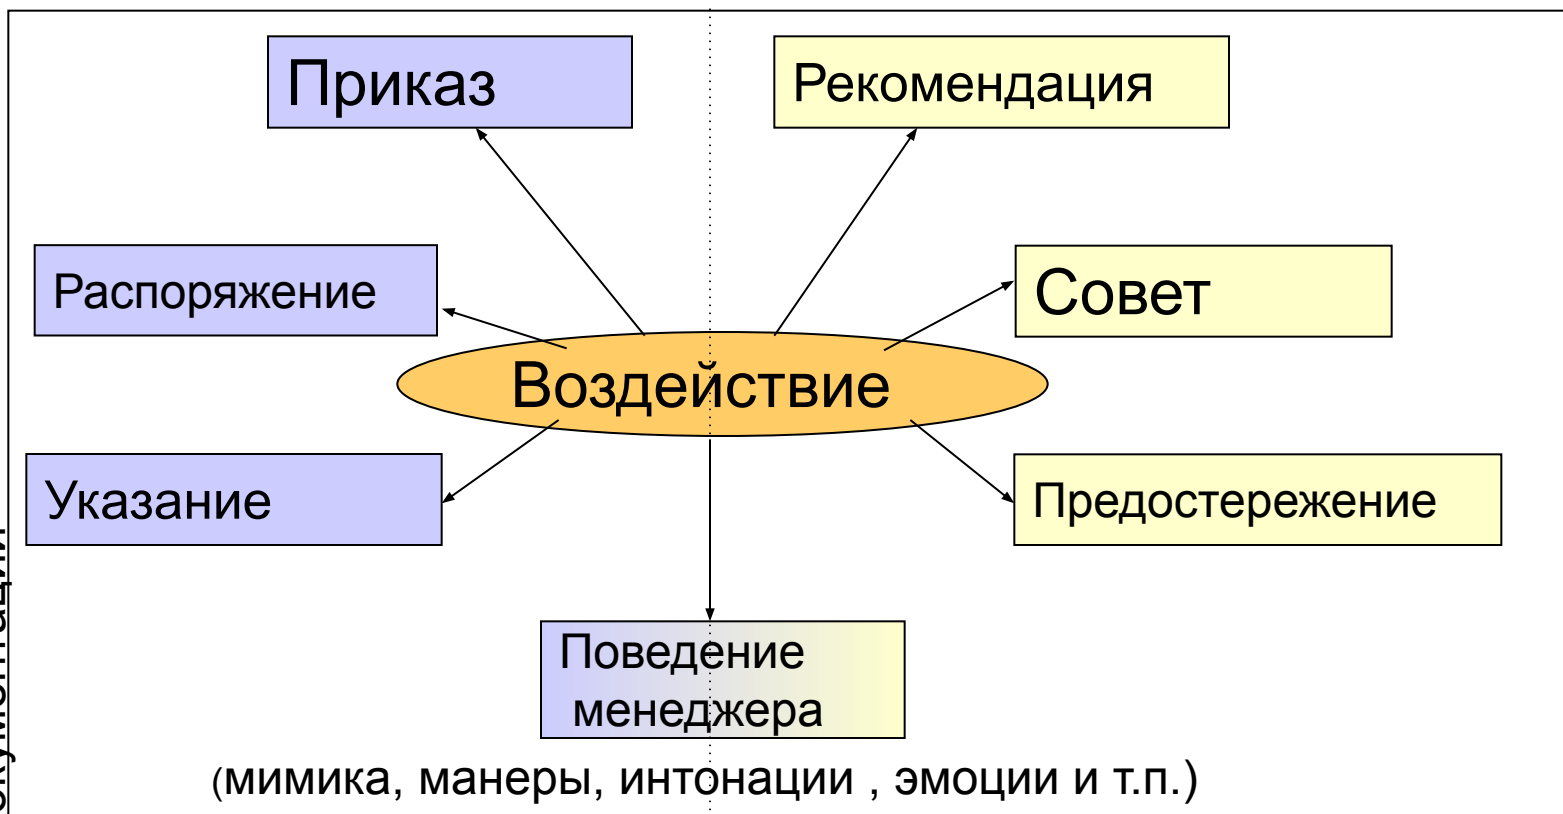 Приказ
Рекомендация
Распоряжение
Совет
Воздействие
Указание
Предостережение
Поведение
менеджера
(мимика, манеры, интонации , эмоции и т.п.)